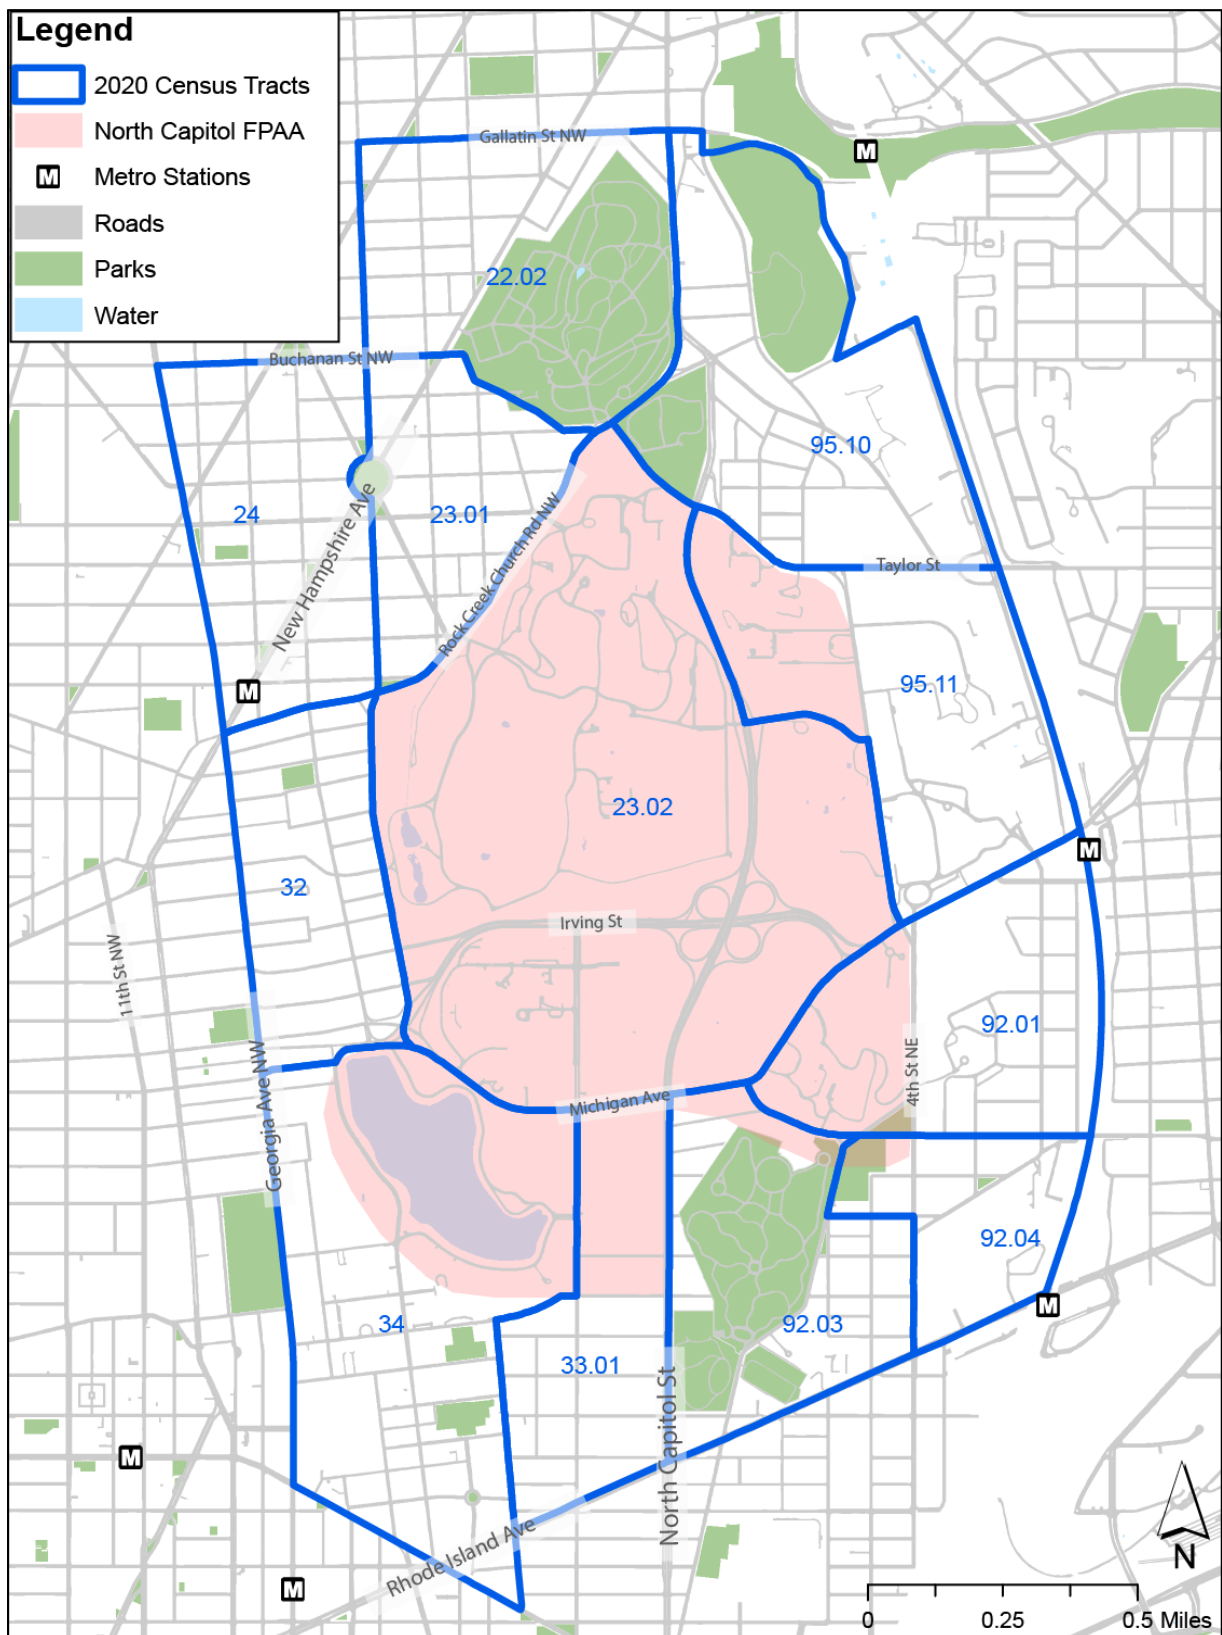 Legend
2020 Census Tracts
North Capitol FPAA
M Metro Stations
Roads
Parks
Water
Gallatin St NW
M
22.02
Buchanan St NW
95.10
24
23.01
New Hampshire Ave
Rock Creek Church Rd NW
Taylor St
M
95.11
23.02
M
32
Irving St
11th St NW
92.01
Georgia Ave NW
4th St NE
Michigan Ave
92.04
M
34
92.03
33.01
North Capitol St
M
Rhode Island Ave
M
N
0 0.25 0.5 Miles